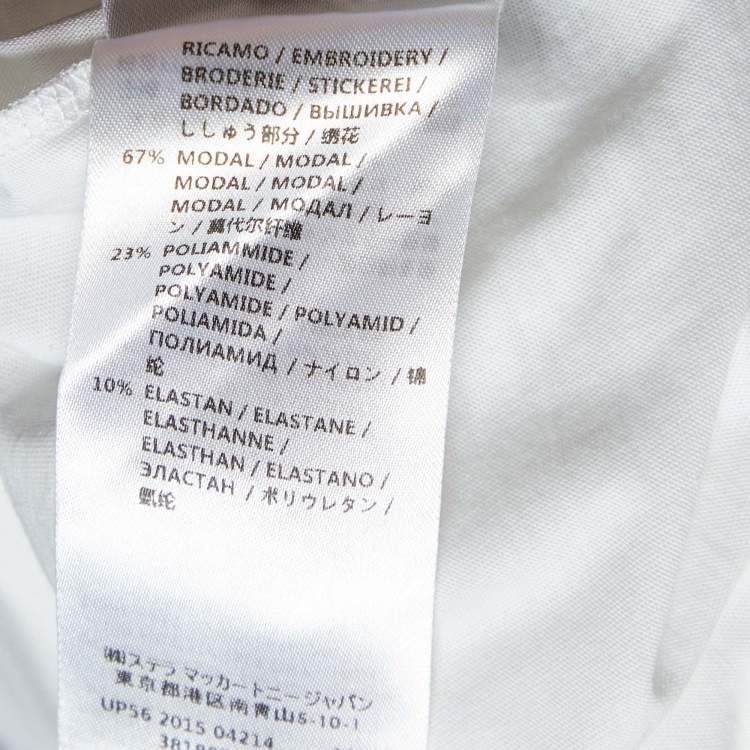 RICAMO / EMBROIDERY /
BRODERIE / STICKEREI /
BORDADO / ВЫШИВКА /
ししゅう部分 / 绣花
67% MODAL / MODAL /
MODAL / MODAL /
MODAL / МОДАЛ / レーヨ
ン / 莫代尔纤维
23% POLIAMMIDE /
POLYAMIDE /
POLYAMIDE / POLYAMID /
POLIAMIDA /
ПОЛИАМИД / ナイロン / 锦
纶
10% ELASTAN / ELASTANE /
ELASTHANNE /
ELASTHAN / ELASTANO /
ЭЛАСТАН / ポリウレタン /
氨纶
㈱ステラ マッカートニージャパン
東京都港区南青山5-10-1
UP56 2015 04214